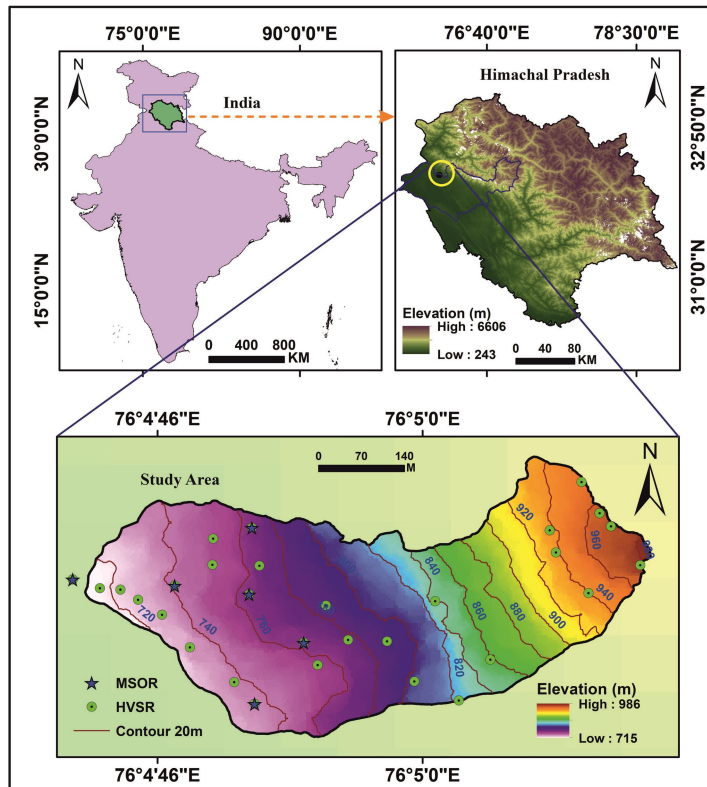 75°0'0"E
90°0'0"E
30°0'0"N
15°0'0"N
N
India
0 400 800
KM
76°40'0"E
78°30'0"E
32°50'0"N
31°0'0"N
N
Himachal Pradesh
Elevation (m)
High : 6606
Low : 243
0 40 80
KM
76°4'46"E
76°5'0"E
0 70 140
M
N
Study Area
720
740
760
820
840
860
880
900
920
940
960
MSOR
HVSR
Contour 20m
Elevation (m)
High : 986
Low : 715
76°4'46"E
76°5'0"E